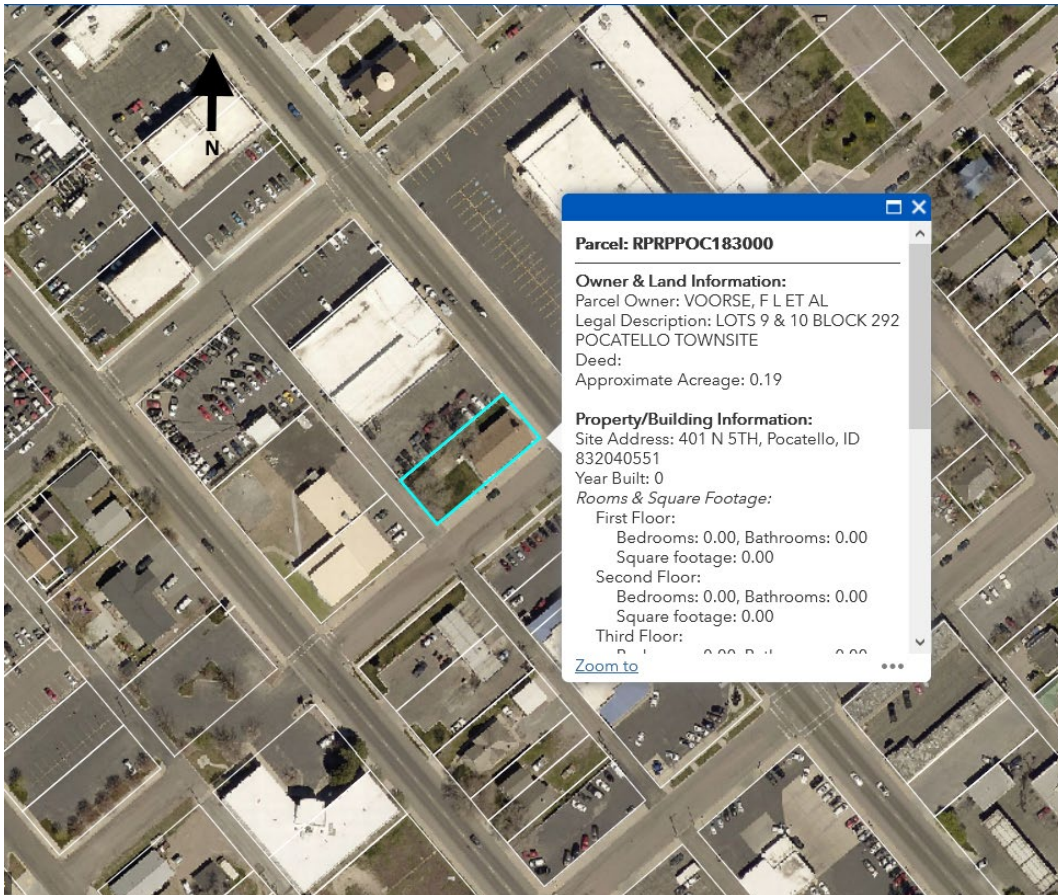 N
Parcel: RPRPPOC183000
Owner & Land Information:
Parcel Owner: VOORSE, F L ET AL
Legal Description: LOTS 9 & 10 BLOCK 292
POCATELLO TOWNSITE
Deed:
Approximate Acreage: 0.19
Property/Building Information:
Site Address: 401 N 5TH, Pocatello, ID
832040551
Year Built: 0
Rooms & Square Footage:
First Floor:
Bedrooms: 0.00, Bathrooms: 0.00
Square footage: 0.00
Second Floor:
Bedrooms: 0.00, Bathrooms: 0.00
Square footage: 0.00
Third Floor:
Zoom to